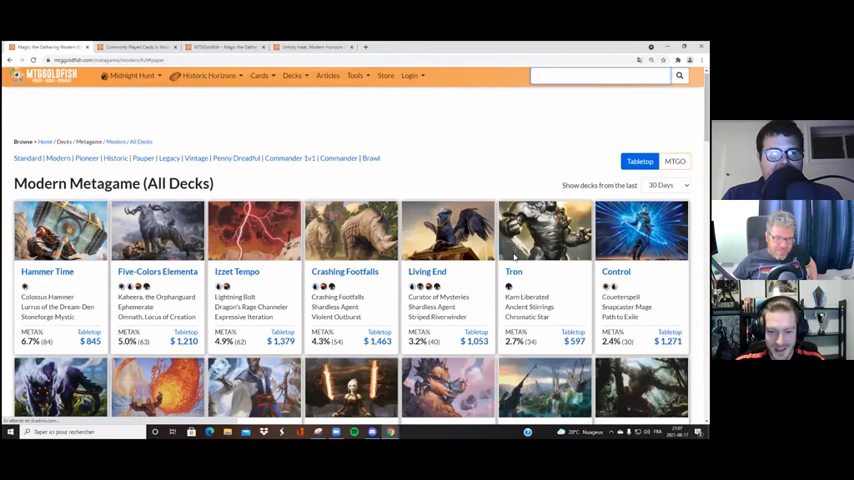 Magic: the Gathering Modern D
Commonly Played Cards in Mod
MTGGoldfish - Magic: the Gath
Unholy Heat, Modern Horizons
mtggoldfish.com/metagame/modern/full#paper
MTGGOLDFISH
Midnight Hunt
Historic Horizons
Cards
Decks
Articles
Tools
Store
Login
Browse » Home / Decks / Metagame / Modern / All Decks
Standard | Modern | Pioneer | Historic | Pauper | Legacy | Vintage | Penny Dreadful | Commander 1v1 | Commander | Brawl
Tabletop
MTGO
Modern Metagame (All Decks)
Show decks from the last
30 Days
Hammer Time
Colossus Hammer
Lurrus of the Dream-Den
Stoneforge Mystic
META%
Tabletop
6.7% (84)
$ 845
Five-Colors Elementa
Kaheera, the Orphanguard
Ephemerate
Omnath, Locus of Creation
META%
Tabletop
5.0% (63)
$ 1,210
Izzet Tempo
Lightning Bolt
Dragon's Rage Channeler
Expressive Iteration
META%
Tabletop
4.9% (62)
$ 1,379
Crashing Footfalls
Crashing Footfalls
Shardless Agent
Violent Outburst
META%
Tabletop
4.3% (54)
$ 1,463
Living End
Curator of Mysteries
Shardless Agent
Striped Riverwinder
META%
Tabletop
3.2% (40)
$ 1,053
Tron
Karn Liberated
Ancient Stirrings
Chromatic Star
META%
Tabletop
2.7% (34)
$ 597
Control
Counterspell
Snapcaster Mage
Path to Exile
META%
Tabletop
2.4% (30)
$ 1,271
Taper ici pour rechercher
20°C Nuageux
FRA
21:07
2021-08-17